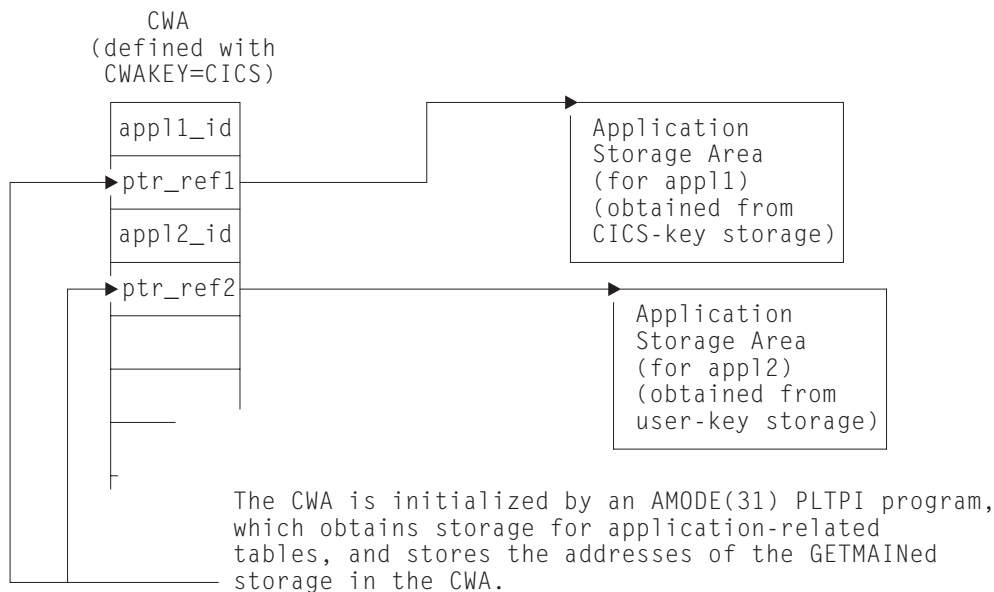 CWA
(defined with
CWAKEY=CICS)
appl1_id
ptr_ref1
appl2_id
ptr_ref2
Application
Storage Area
(for appl1)
(obtained from
CICS-key storage)
Application
Storage Area
(for appl2)
(obtained from
user-key storage)
The CWA is initialized by an AMODE(31) PLTPI program,
which obtains storage for application-related
tables, and stores the addresses of the GETMAINed
storage in the CWA.